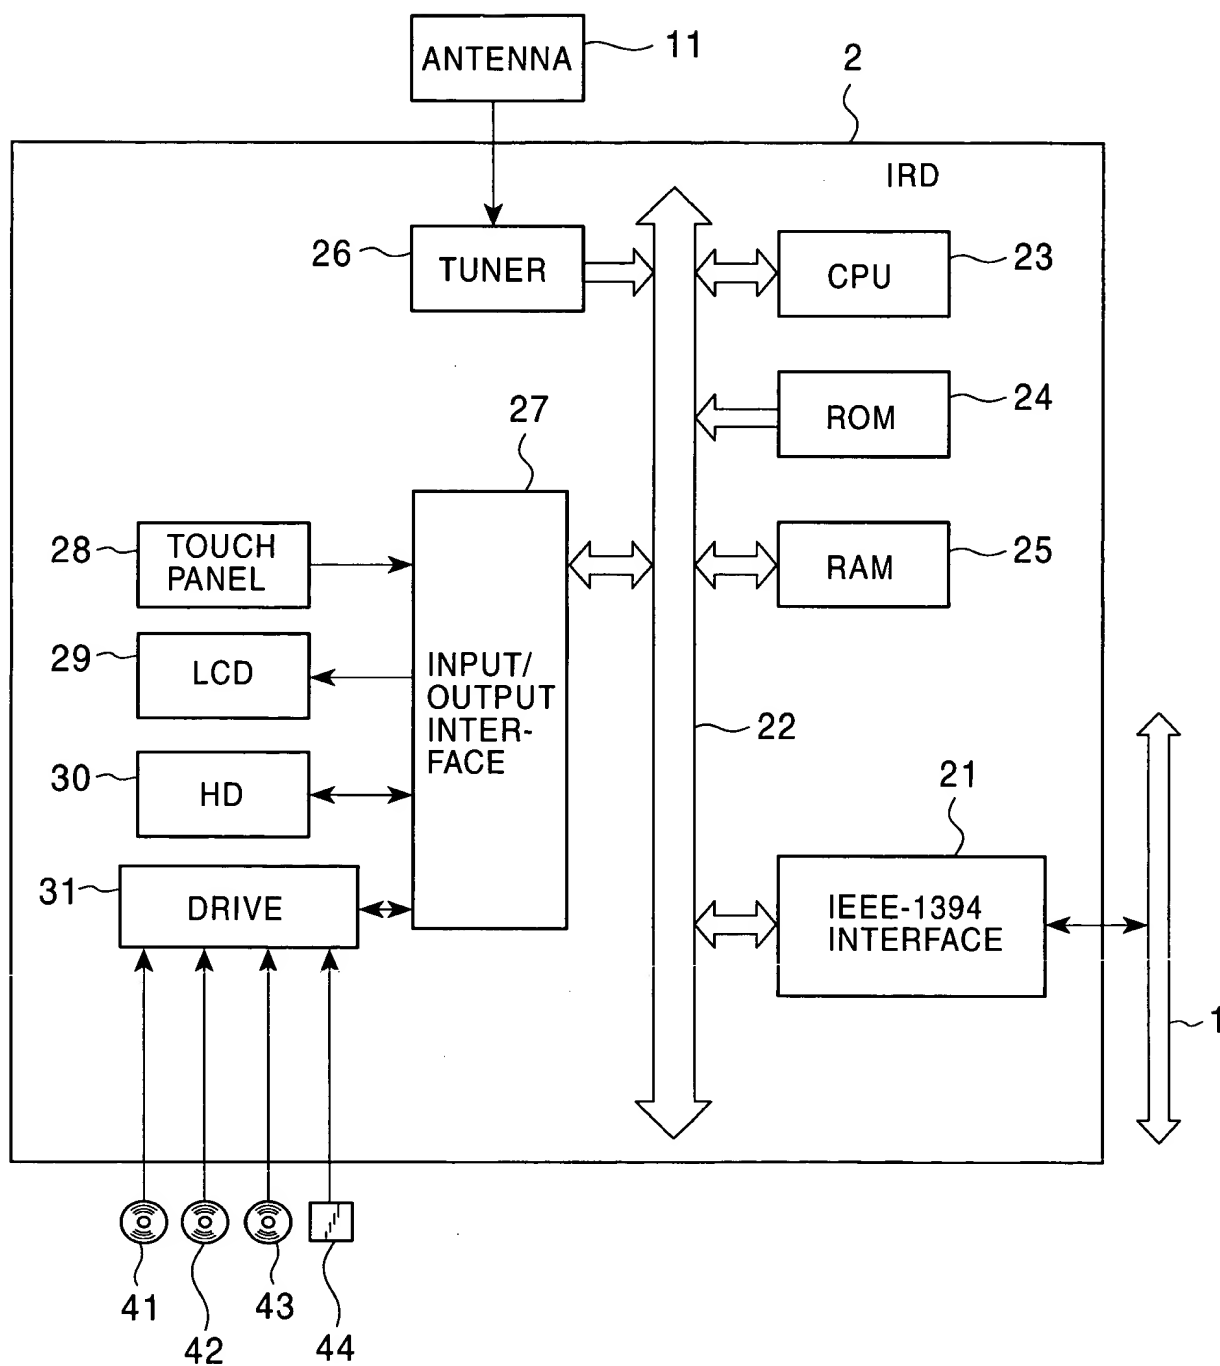 ANTENNA
11
2
IRD
26
TUNER
CPU
23
ROM
24
27
28
TOUCH
PANEL
RAM
25
29
LCD
INPUT/
OUTPUT
INTER-
FACE
22
30
HD
21
31
DRIVE
IEEE-1394
INTERFACE
1
41
42
43
44